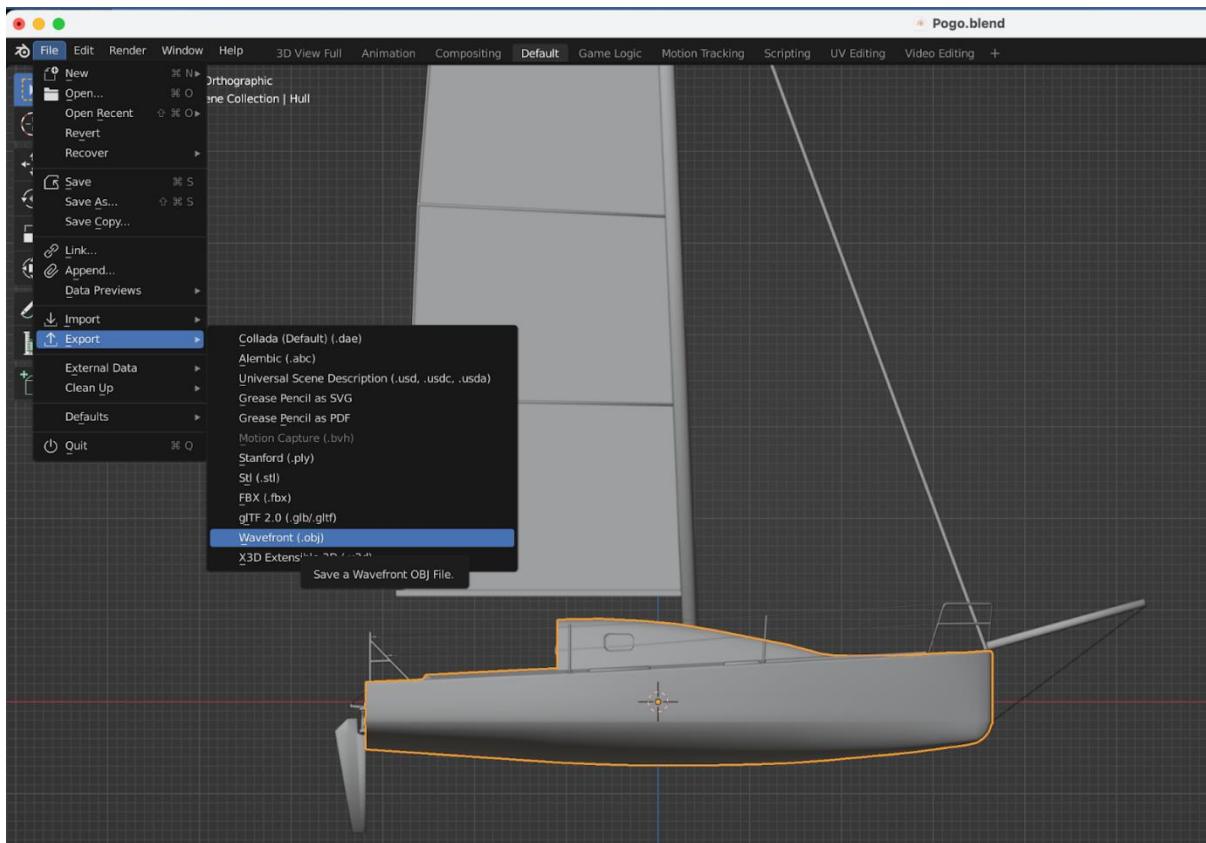 Pogo.blend
File Edit Render Window Help 3D View Full Animation Compositing Default Game Logic Motion Tracking Scripting UV Editing Video Editing +
rthographic
ne Collection | Hull
New ⌘ N
Open... ⌘ O
Open Recent ⇧ ⌘ O
Revert
Recover
Save ⌘ S
Save As... ⇧ ⌘ S
Save Copy...
Link...
Append...
Data Previews
Import
Export
External Data
Clean Up
Defaults
Quit ⌘ Q
Collada (Default) (.dae)
Alembic (.abc)
Universal Scene Description (.usd, .usdc, .usda)
Grease Pencil as SVG
Grease Pencil as PDF
Motion Capture (.bvh)
Stanford (.ply)
Stl (.stl)
FBX (.fbx)
glTF 2.0 (.glb/.gltf)
Wavefront (.obj)
X3D Extensi
Save a Wavefront OBJ File.